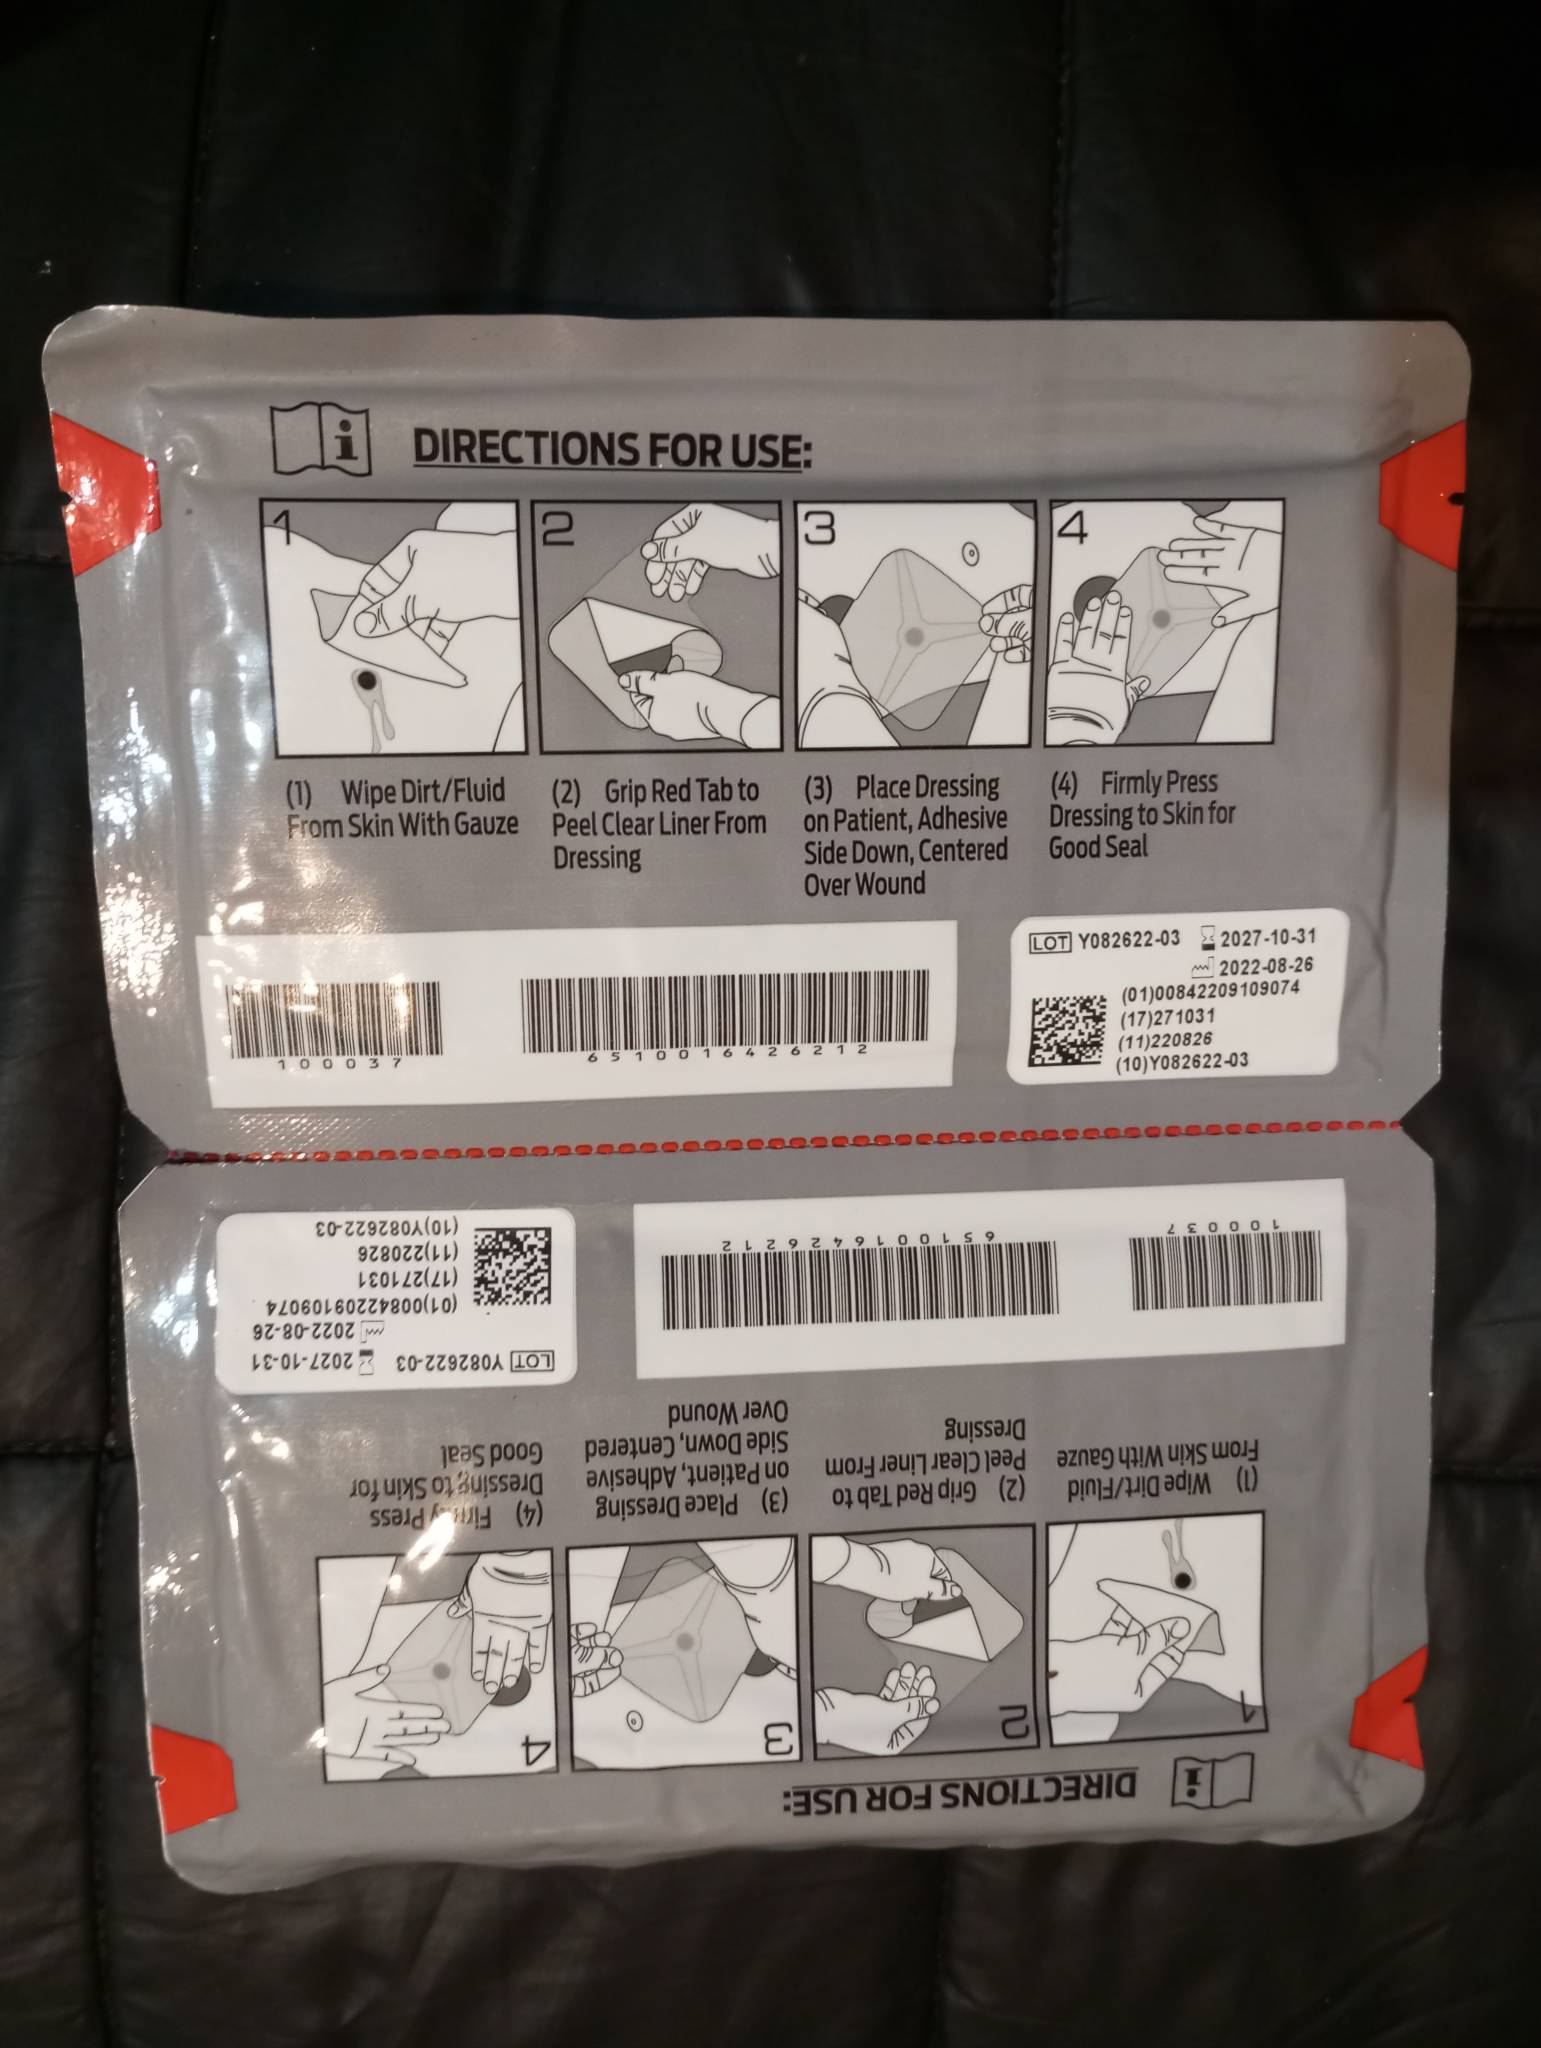 DIRECTIONS FOR USE:
1
2
3
4
(1) Wipe Dirt/Fluid
From Skin With Gauze
(2) Grip Red Tab to
Peel Clear Liner From
Dressing
(3) Place Dressing
on Patient, Adhesive
Side Down, Centered
Over Wound
(4) Firmly Press
Dressing to Skin for
Good Seal
100037
6510016426212
LOT Y082622-03 2027-10-31
2022-08-26
(01)00842209109074
(17)271031
(11)220826
(10)Y082622-03
DIRECTIONS FOR USE:
1
2
3
4
(1) Wipe Dirt/Fluid
From Skin With Gauze
(2) Grip Red Tab to
Peel Clear Liner From
Dressing
(3) Place Dressing
on Patient, Adhesive
Side Down, Centered
Over Wound
(4) Firmly Press
Dressing to Skin for
Good Seal
100037
6510016426212
LOT Y082622-03 2027-10-31
2022-08-26
(01)00842209109074
(17)271031
(11)220826
(10)Y082622-03